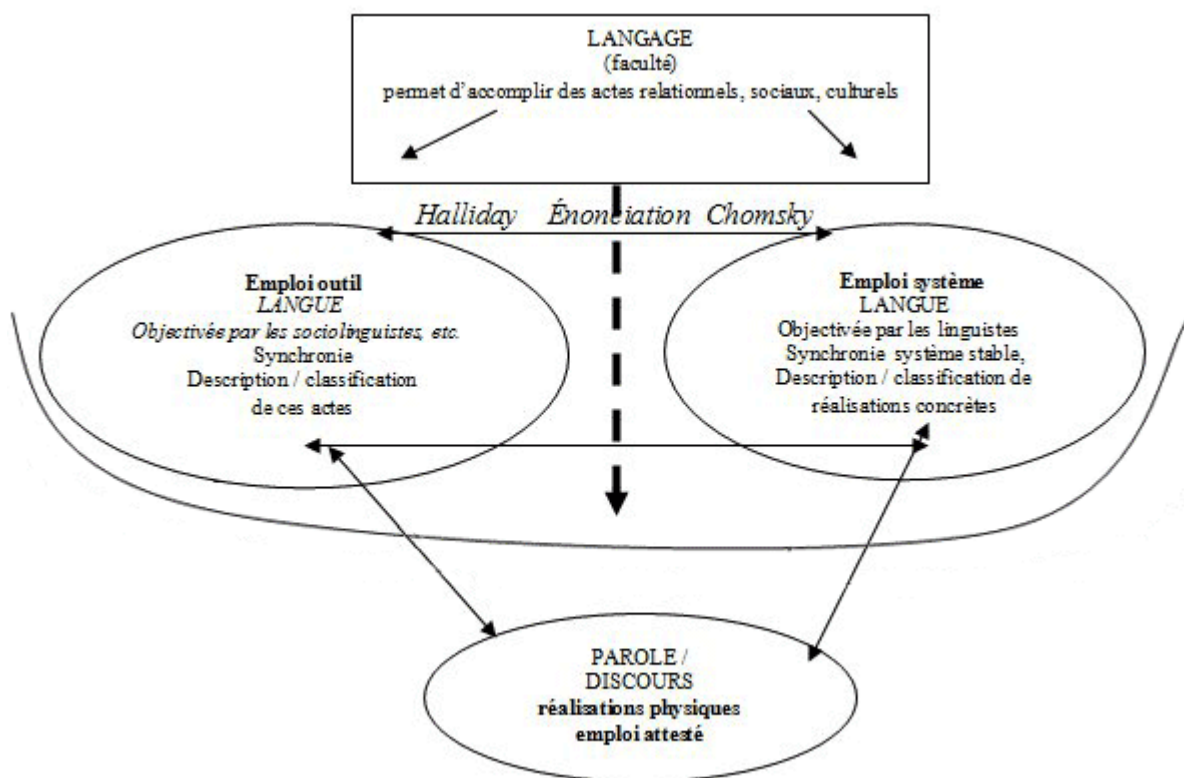 LANGAGE
(faculté)
permet d'accomplir des actes relationnels, sociaux, culturels
Halliday Énonciation Chomsky
Emploi outil
LANGUE
Objectivée par les sociolinguistes, etc.
Synchronie
Description / classification
de ces actes
Emploi système
LANGUE
Objectivée par les linguistes
Synchronie système stable,
Description / classification de
réalisations concrètes
PAROLE /
DISCOURS
réalisations physiques
emploi attesté